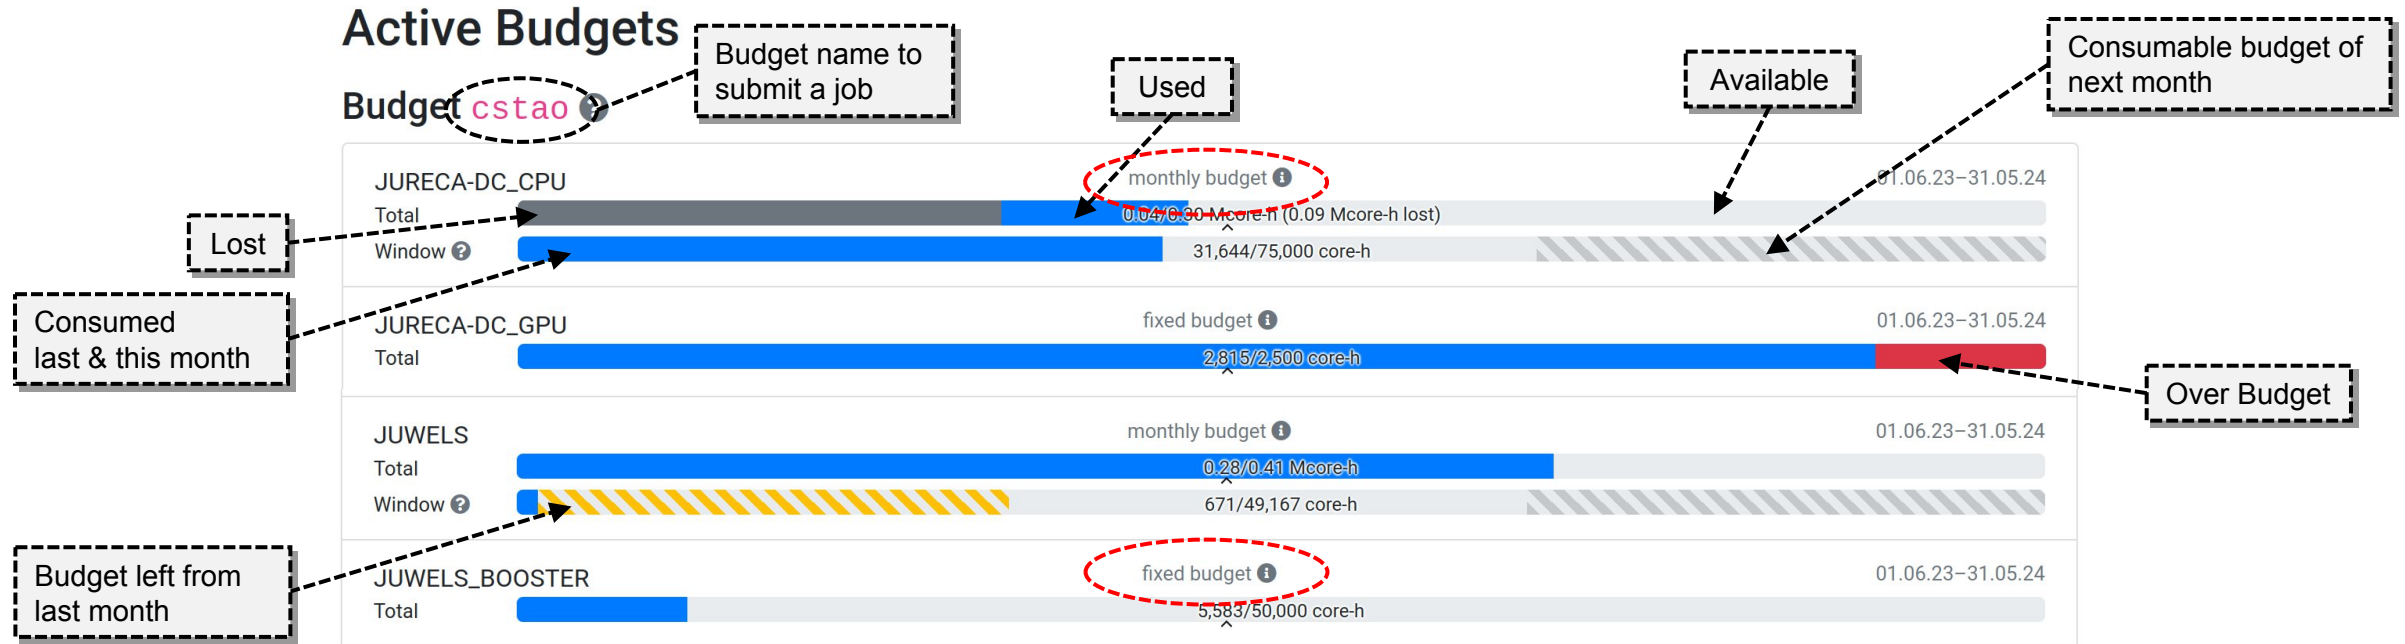 Active Budgets
Budget name to
submit a job
Used
Available
Consumable budget of
next month
Budget cstao
JURECA-DC_CPU
monthly budget
01.06.23–31.05.24
Total
0.04/0.30 Mcore-h (0.09 Mcore-h lost)
Lost
Window
31,644/75,000 core-h
Consumed
last & this month
JURECA-DC_GPU
fixed budget
01.06.23–31.05.24
Total
2,815/2,500 core-h
Over Budget
JUWELS
monthly budget
01.06.23–31.05.24
Total
0.28/0.41 Mcore-h
Window
671/49,167 core-h
Budget left from
last month
JUWELS_BOOSTER
fixed budget
01.06.23–31.05.24
Total
5,583/50,000 core-h